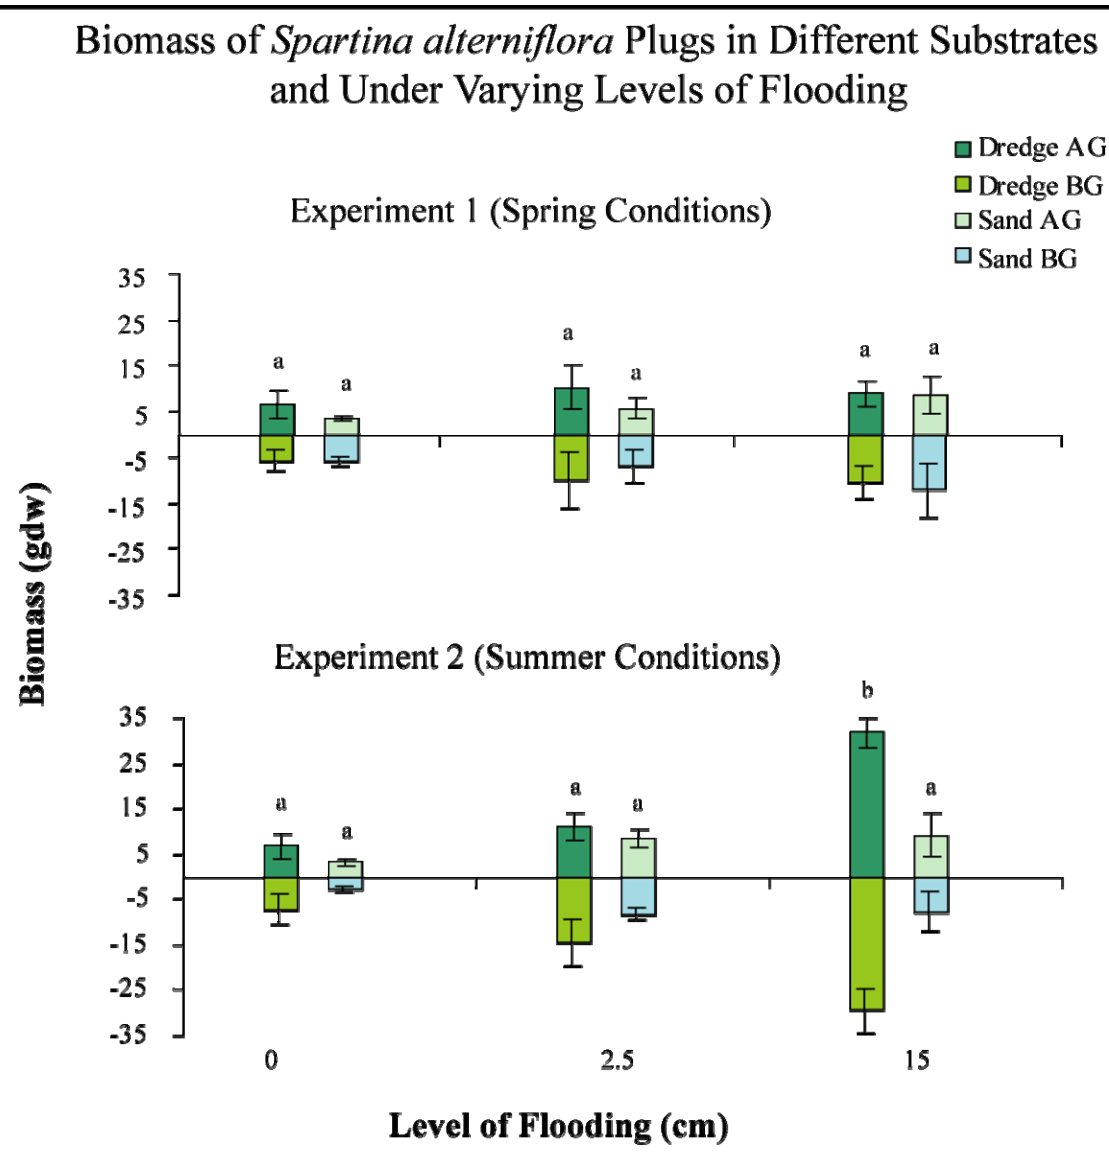 Biomass of Spartina alterniflora Plugs in Different Substrates
and Under Varying Levels of Flooding
Dredge AG
Dredge BG
Sand AG
Sand BG
Experiment 1 (Spring Conditions)
35
25
15
5
-5
-15
-25
-35
a
a
a
a
a
a
Biomass (gdw)
Experiment 2 (Summer Conditions)
35
25
15
5
-5
-15
-25
-35
a
a
a
a
b
a
0 2.5 15
Level of Flooding (cm)